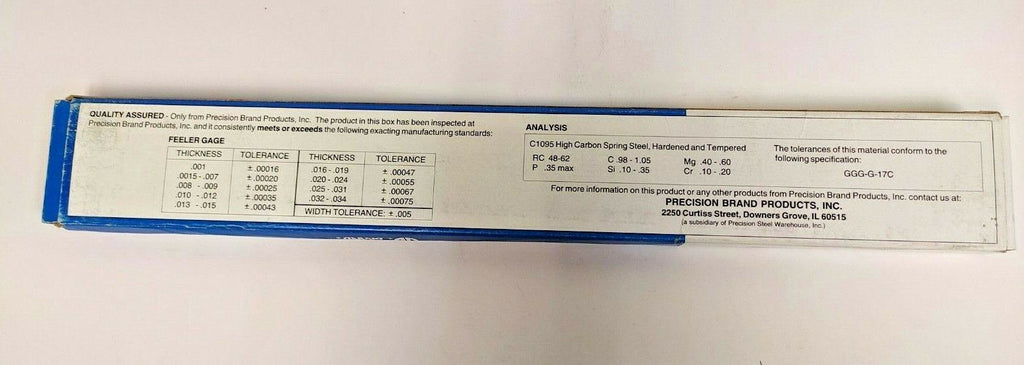 QUALITY ASSURED - Only from Precision Brand Products, Inc. The product in this box has been inspected at
Precision Brand Products, Inc. and it consistently meets or exceeds the following exacting manufacturing standards:
FEELER GAGE
THICKNESS TOLERANCE THICKNESS TOLERANCE
.001 ± .00016 .016 - .019 ± .00047
.0015 - .007 ± .00020 .020 - .024 ± .00055
.008 - .009 ± .00025 .025 - .031 ± .00067
.010 - .012 ± .00035 .032 - .034 ± .00075
.013 - .015 ± .00043 WIDTH TOLERANCE: ± .005
ANALYSIS
C1095 High Carbon Spring Steel, Hardened and Tempered
RC 48-62 C .98 - 1.05 Mg .40 - .60
P .35 max Si .10 - .35 Cr .10 - .20
The tolerances of this material conform to the
following specification:
GGG-G-17C
For more information on this product or any other products from Precision Brand Products, Inc. contact us at:
PRECISION BRAND PRODUCTS, INC.
2250 Curtiss Street, Downers Grove, IL 60515
(a subsidiary of Precision Steel Warehouse, Inc.)